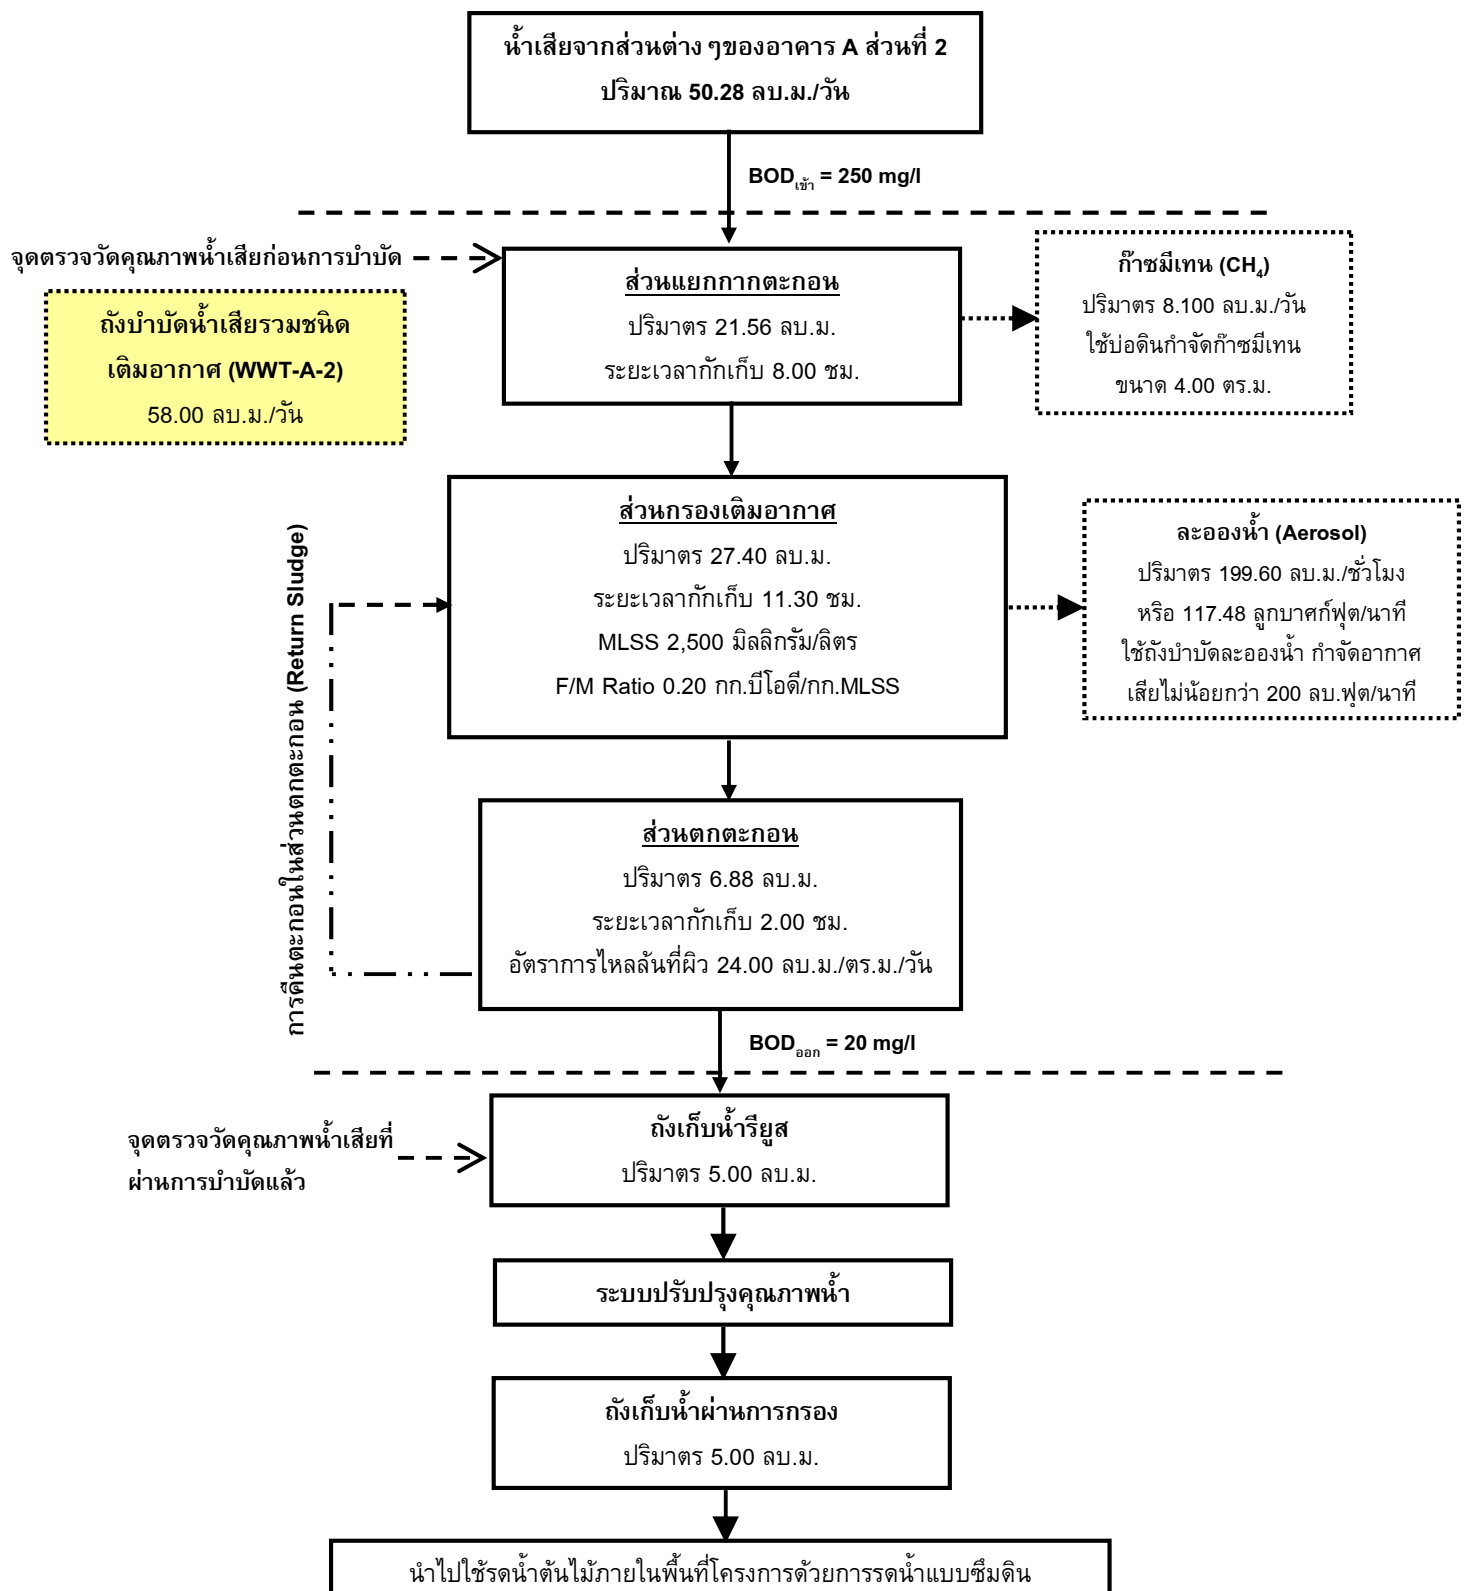 น้ำเสียจากส่วนต่าง ๆของอาคาร A ส่วนที่ 2
ปริมาณ 50.28 ลบ.ม./วัน
BODเข้า = 250 mg/l
จุดตรวจวัดคุณภาพน้ำเสียก่อนการบำบัด
ถังบำบัดน้ำเสียรวมชนิด
เติมอากาศ (WWT-A-2)
58.00 ลบ.ม./วัน
ส่วนแยกกากตะกอน
ปริมาตร 21.56 ลบ.ม.
ระยะเวลากักเก็บ 8.00 ชม.
ก๊าซมีเทน (CH4)
ปริมาตร 8.100 ลบ.ม./วัน
ใช้บ่อดินกำจัดก๊าซมีเทน
ขนาด 4.00 ตร.ม.
ส่วนกรองเติมอากาศ
ปริมาตร 27.40 ลบ.ม.
ระยะเวลากักเก็บ 11.30 ชม.
MLSS 2,500 มิลลิกรัม/ลิตร
F/M Ratio 0.20 กก.บีโอดี/กก.MLSS
ละอองน้ำ (Aerosol)
ปริมาตร 199.60 ลบ.ม./ชั่วโมง
หริอ 117.48 ลูกบาศก์ฟุต/นาที
ใช้ถังบำบัดละอองน้ำ กำจัดอากาศ
เสียไม่น้อยกว่า 200 ลบ.ฟุต/นาที
การคืนตะกอนในส่วนตกตะกอน (Return Sludge)
ส่วนตกตะกอน
ปริมาตร 6.88 ลบ.ม.
ระยะเวลากักเก็บ 2.00 ชม.
อัตราการไหลล้นที่ผิว 24.00 ลบ.ม./ตร.ม./วัน
BODออก = 20 mg/l
จุดตรวจวัดคุณภาพน้ำเสียที่
ผ่านการบำบัดแล้ว
ถังเก็บน้ำรียูส
ปริมาตร 5.00 ลบ.ม.
ระบบปรับปรุงคุณภาพน้ำ
ถังเก็บน้ำผ่านการกรอง
ปริมาตร 5.00 ลบ.ม.
นำไปใช้รดน้ำต้นไม้ภายในพื้นที่โครงการด้วยการรดน้ำแบบซึมดิน